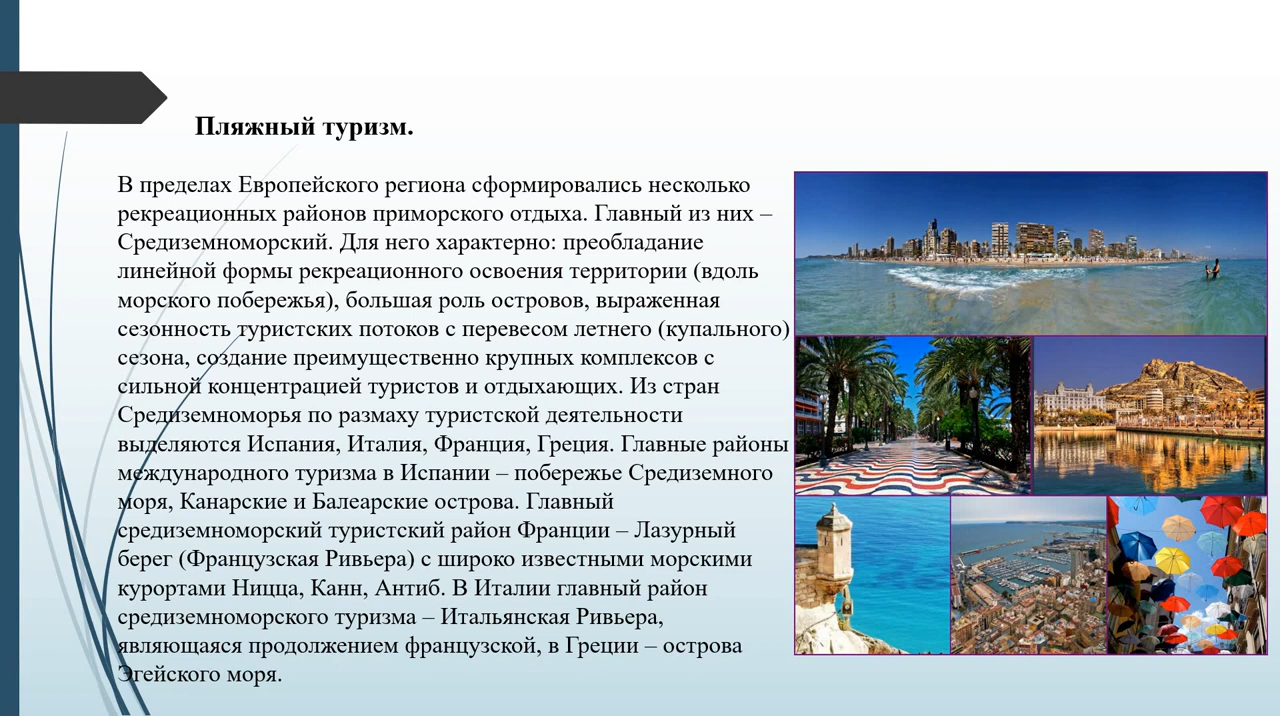 Пляжный туризм.
В пределах Европейского региона сформировались несколько
рекреационных районов приморского отдыха. Главный из них –
Средиземноморский. Для него характерно: преобладание
линейной формы рекреационного освоения территории (вдоль
морского побережья), большая роль островов, выраженная
сезонность туристских потоков с перевесом летнего (купального)
сезона, создание преимущественно крупных комплексов с
сильной концентрацией туристов и отдыхающих. Из стран
Средиземноморья по размаху туристской деятельности
выделяются Испания, Италия, Франция, Греция. Главные районы
международного туризма в Испании – побережье Средиземного
моря, Канарские и Балеарские острова. Главный
средиземноморский туристский район Франции – Лазурный
берег (Французская Ривьера) с широко известными морскими
курортами Ницца, Канн, Антиб. В Италии главный район
средиземноморского туризма – Итальянская Ривьера,
являющаяся продолжением французской, в Греции – острова
Эгейского моря.